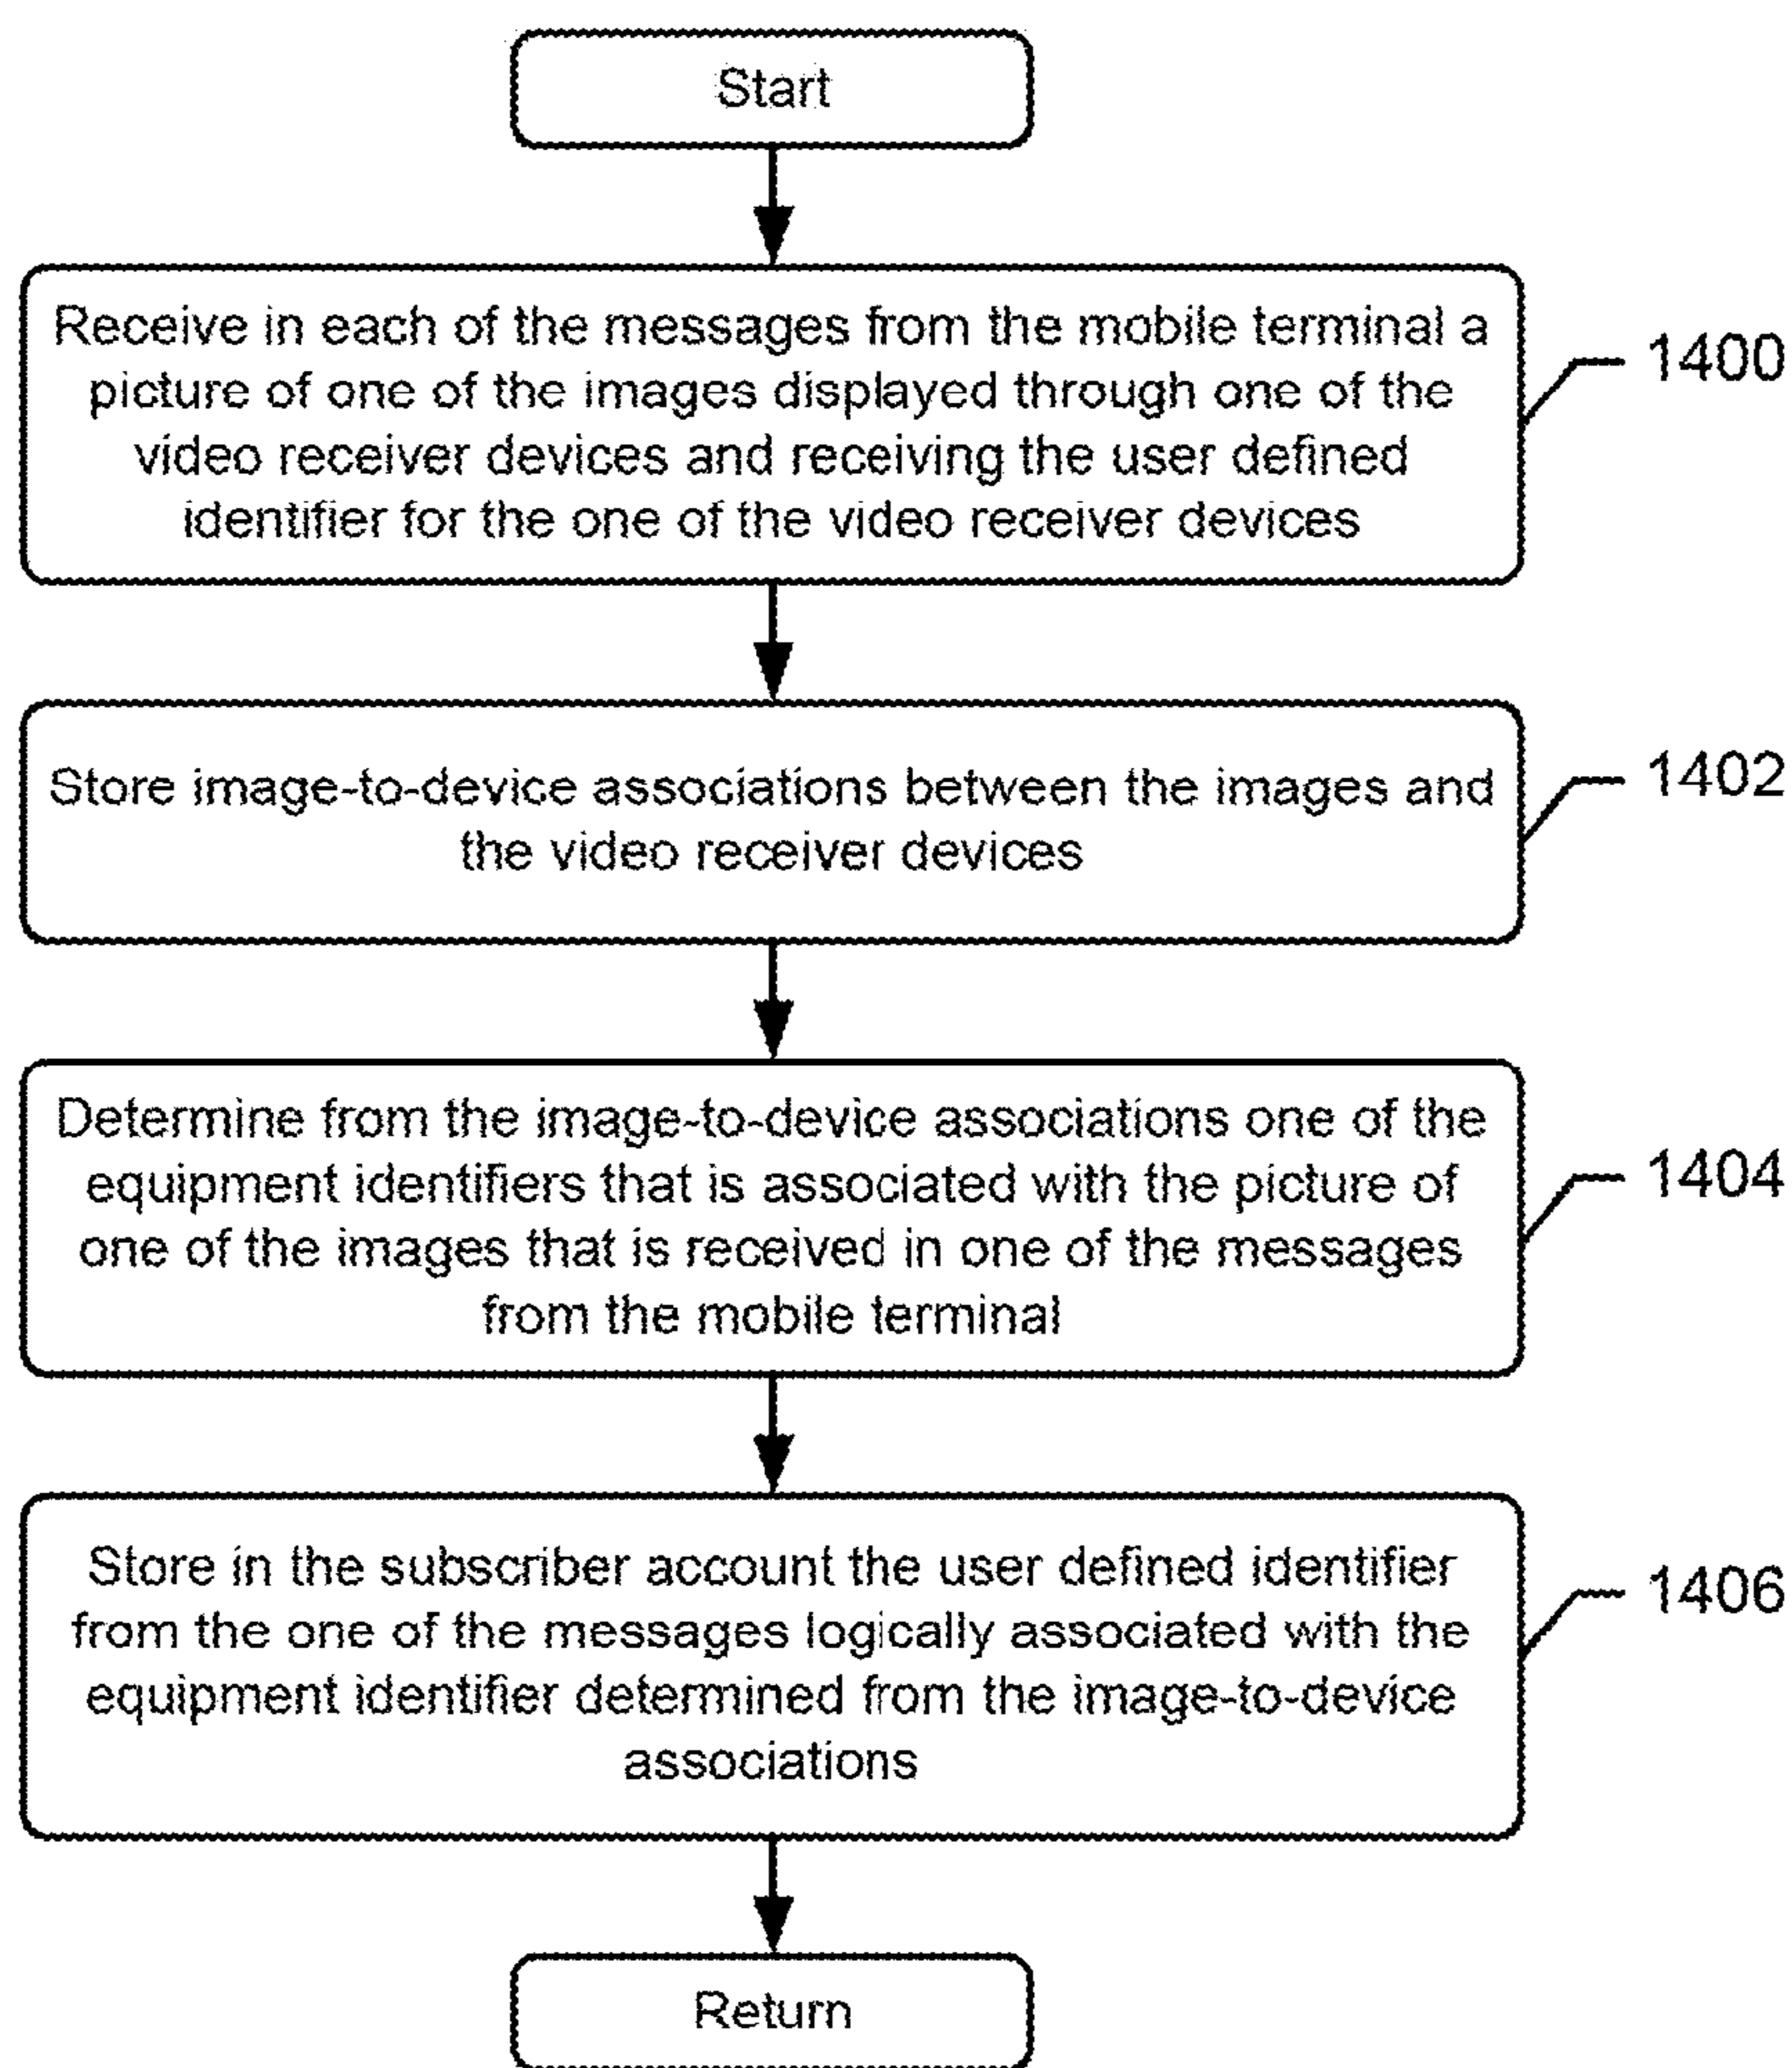 Start
Receive in each of the messages from the mobile terminal a
picture of one of the images displayed through one of the
video receiver devices and receiving the user defined
identifier for the one of the video receiver devices
1400
Store image-to-device associations between the images and
the video receiver devices
1402
Determine from the image-to-device associations one of the
equipment identifiers that is associated with the picture of
one of the images that is received in one of the messages
from the mobile terminal
1404
Store in the subscriber account the user defined identifier
from the one of the messages logically associated with the
equipment identifier determined from the image-to-device
associations
1406
Return